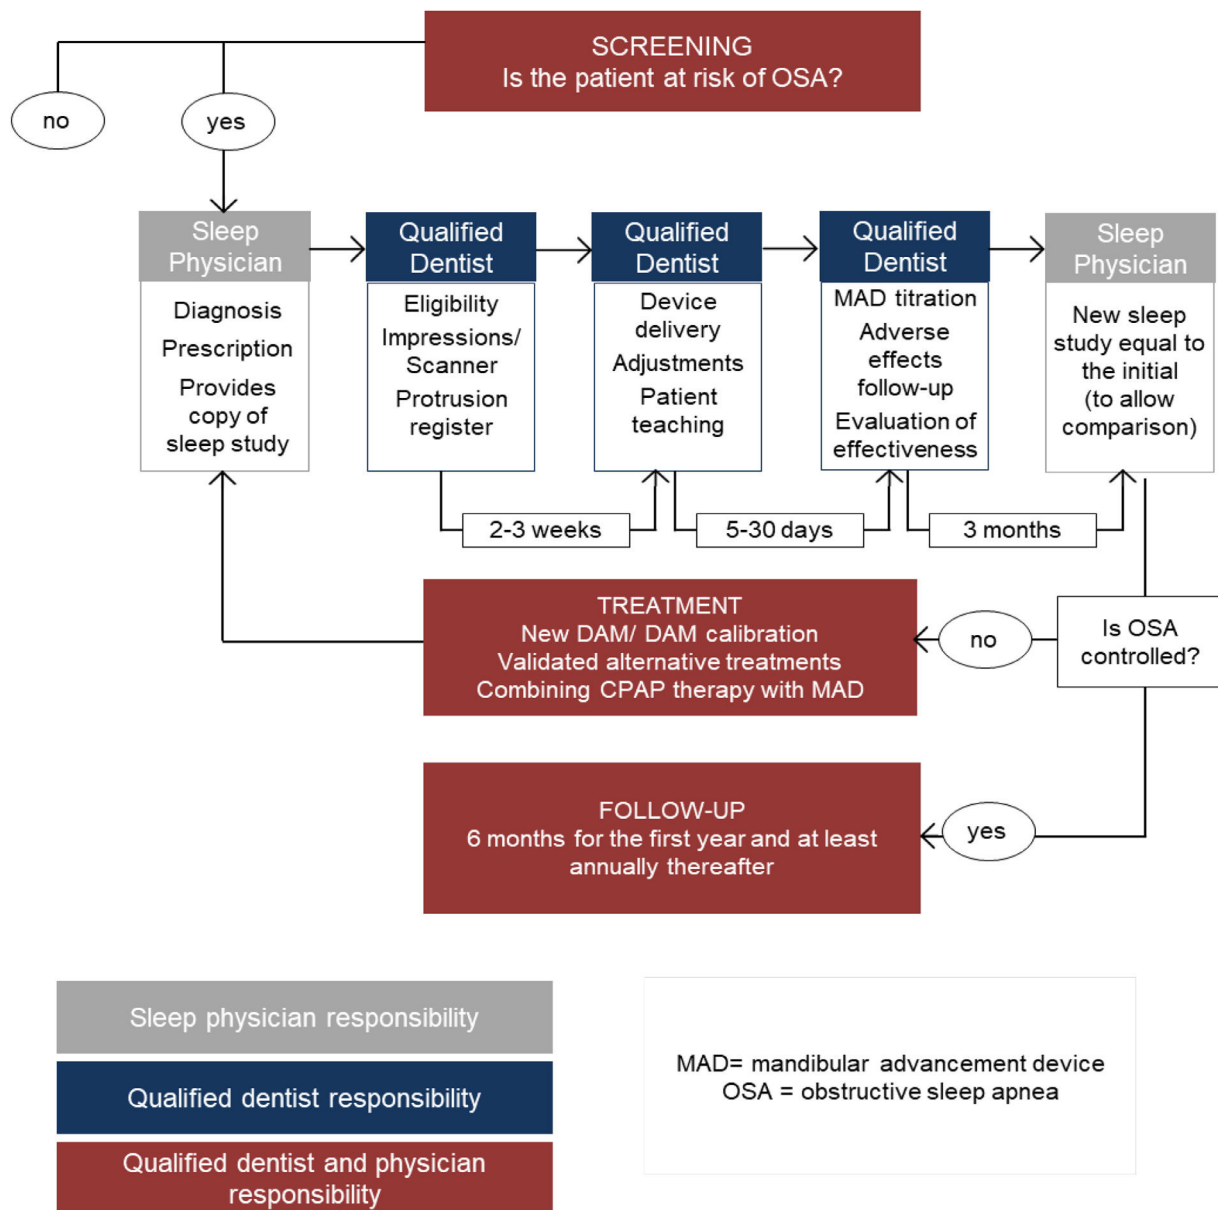 SCREENING
Is the patient at risk of OSA?
no
yes
Sleep
Physician
Diagnosis
Prescription
Provides
copy of
sleep study
Qualified
Dentist
Eligibility
Impressions/
Scanner
Protrusion
register
Qualified
Dentist
Device
delivery
Adjustments
Patient
teaching
Qualified
Dentist
MAD titration
Adverse
effects
follow-up
Evaluation of
effectiveness
Sleep
Physician
New sleep
study equal to
the initial
(to allow
comparison)
2-3 weeks
5-30 days
3 months
TREATMENT
New DAM/ DAM calibration
Validated alternative treatments
Combining CPAP therapy with MAD
no
Is OSA
controlled?
FOLLOW-UP
6 months for the first year and at least
annually thereafter
yes
Sleep physician responsibility
Qualified dentist responsibility
Qualified dentist and physician
responsibility
MAD= mandibular advancement device
OSA = obstructive sleep apnea